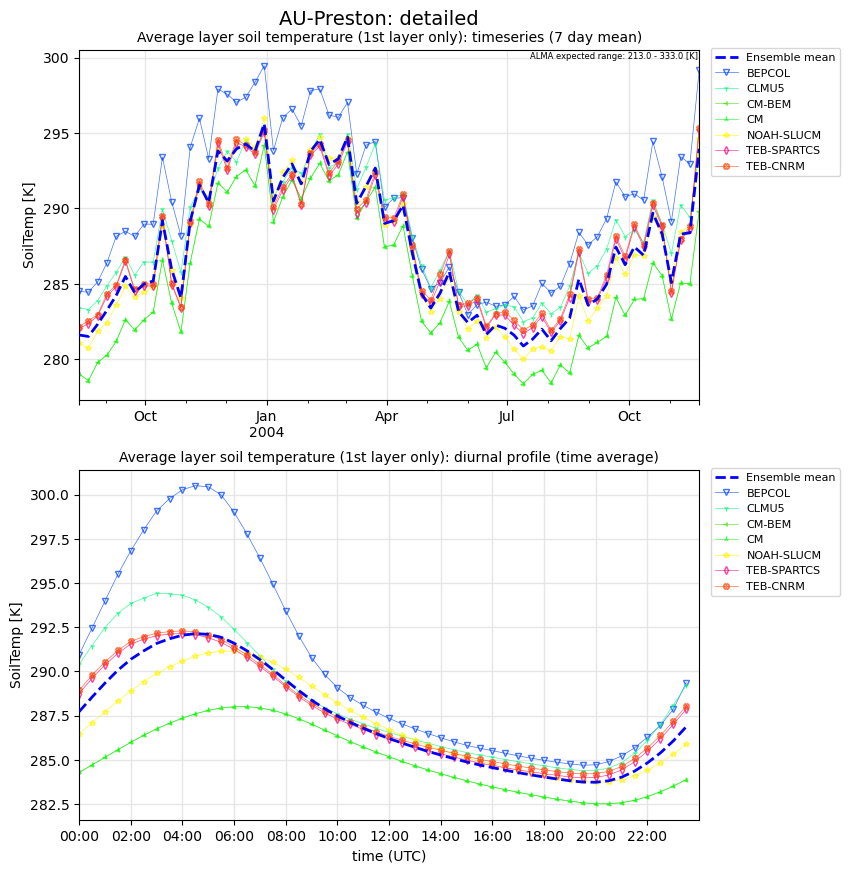 AU-Preston: detailed
Average layer soil temperature (1st layer only): timeseries (7 day mean)
ALMA expected range: 213.0 - 333.0 [K]
300
295
290
285
280
SoilTemp [K]
Oct
Jan
2004
Apr
Jul
Oct
Ensemble mean
BEPCOL
CLMU5
CM-BEM
CM
NOAH-SLUCM
TEB-SPARTCS
TEB-CNRM
Average layer soil temperature (1st layer only): diurnal profile (time average)
300.0
297.5
295.0
292.5
290.0
287.5
285.0
282.5
SoilTemp [K]
00:00
02:00
04:00
06:00
08:00
10:00
12:00
14:00
16:00
18:00
20:00
22:00
time (UTC)
Ensemble mean
BEPCOL
CLMU5
CM-BEM
CM
NOAH-SLUCM
TEB-SPARTCS
TEB-CNRM